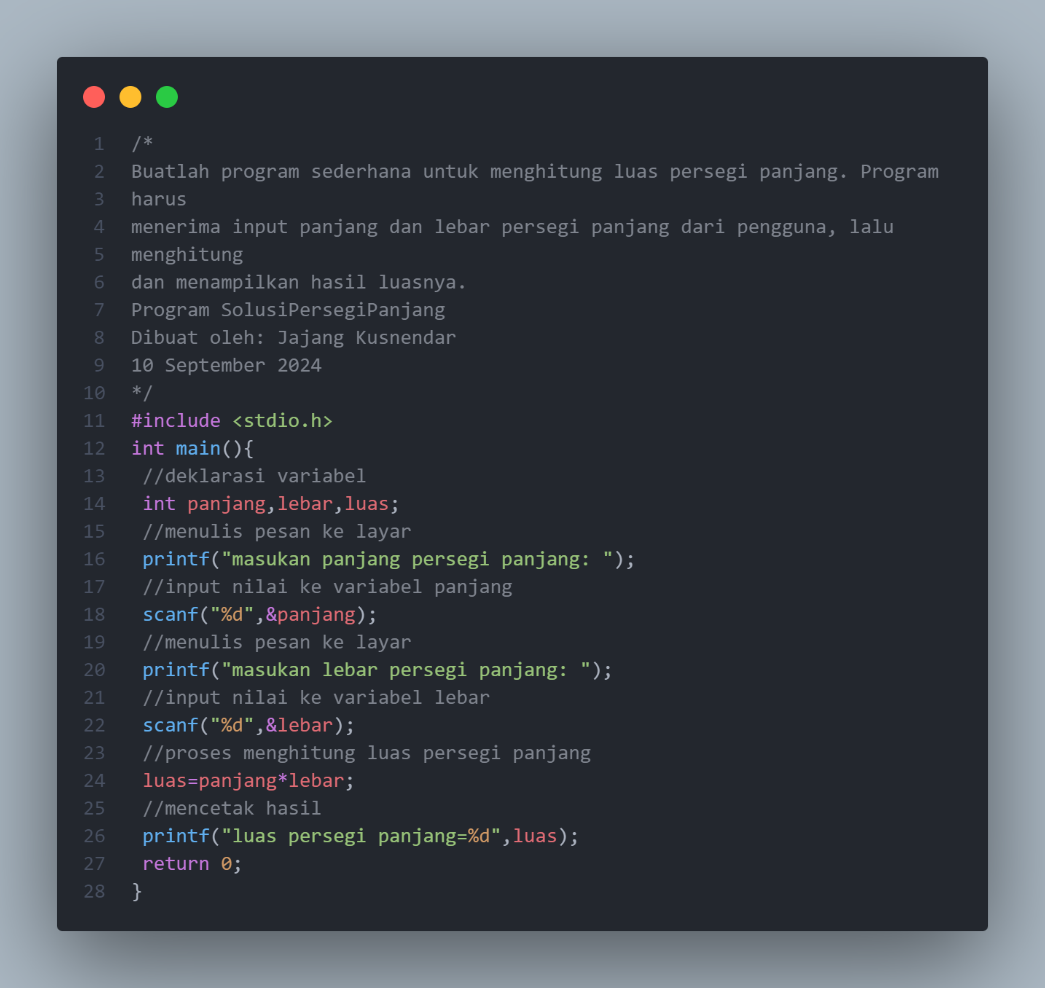 1 /*
2 Buatlah program sederhana untuk menghitung luas persegi panjang. Program
3 harus
4 menerima input panjang dan lebar persegi panjang dari pengguna, lalu
5 menghitung
6 dan menampilkan hasil luasnya.
7 Program SolusiPersegiPanjang
8 Dibuat oleh: Jajang Kusnendar
9 10 September 2024
10 */
11 #include <stdio.h>
12 int main(){
13  //deklarasi variabel
14  int panjang,lebar,luas;
15  //menulis pesan ke layar
16  printf("masukan panjang persegi panjang: ");
17  //input nilai ke variabel panjang
18  scanf("%d",&panjang);
19  //menulis pesan ke layar
20  printf("masukan lebar persegi panjang: ");
21  //input nilai ke variabel lebar
22  scanf("%d",&lebar);
23  //proses menghitung luas persegi panjang
24  luas=panjang*lebar;
25  //mencetak hasil
26  printf("luas persegi panjang=%d",luas);
27  return 0;
28 }